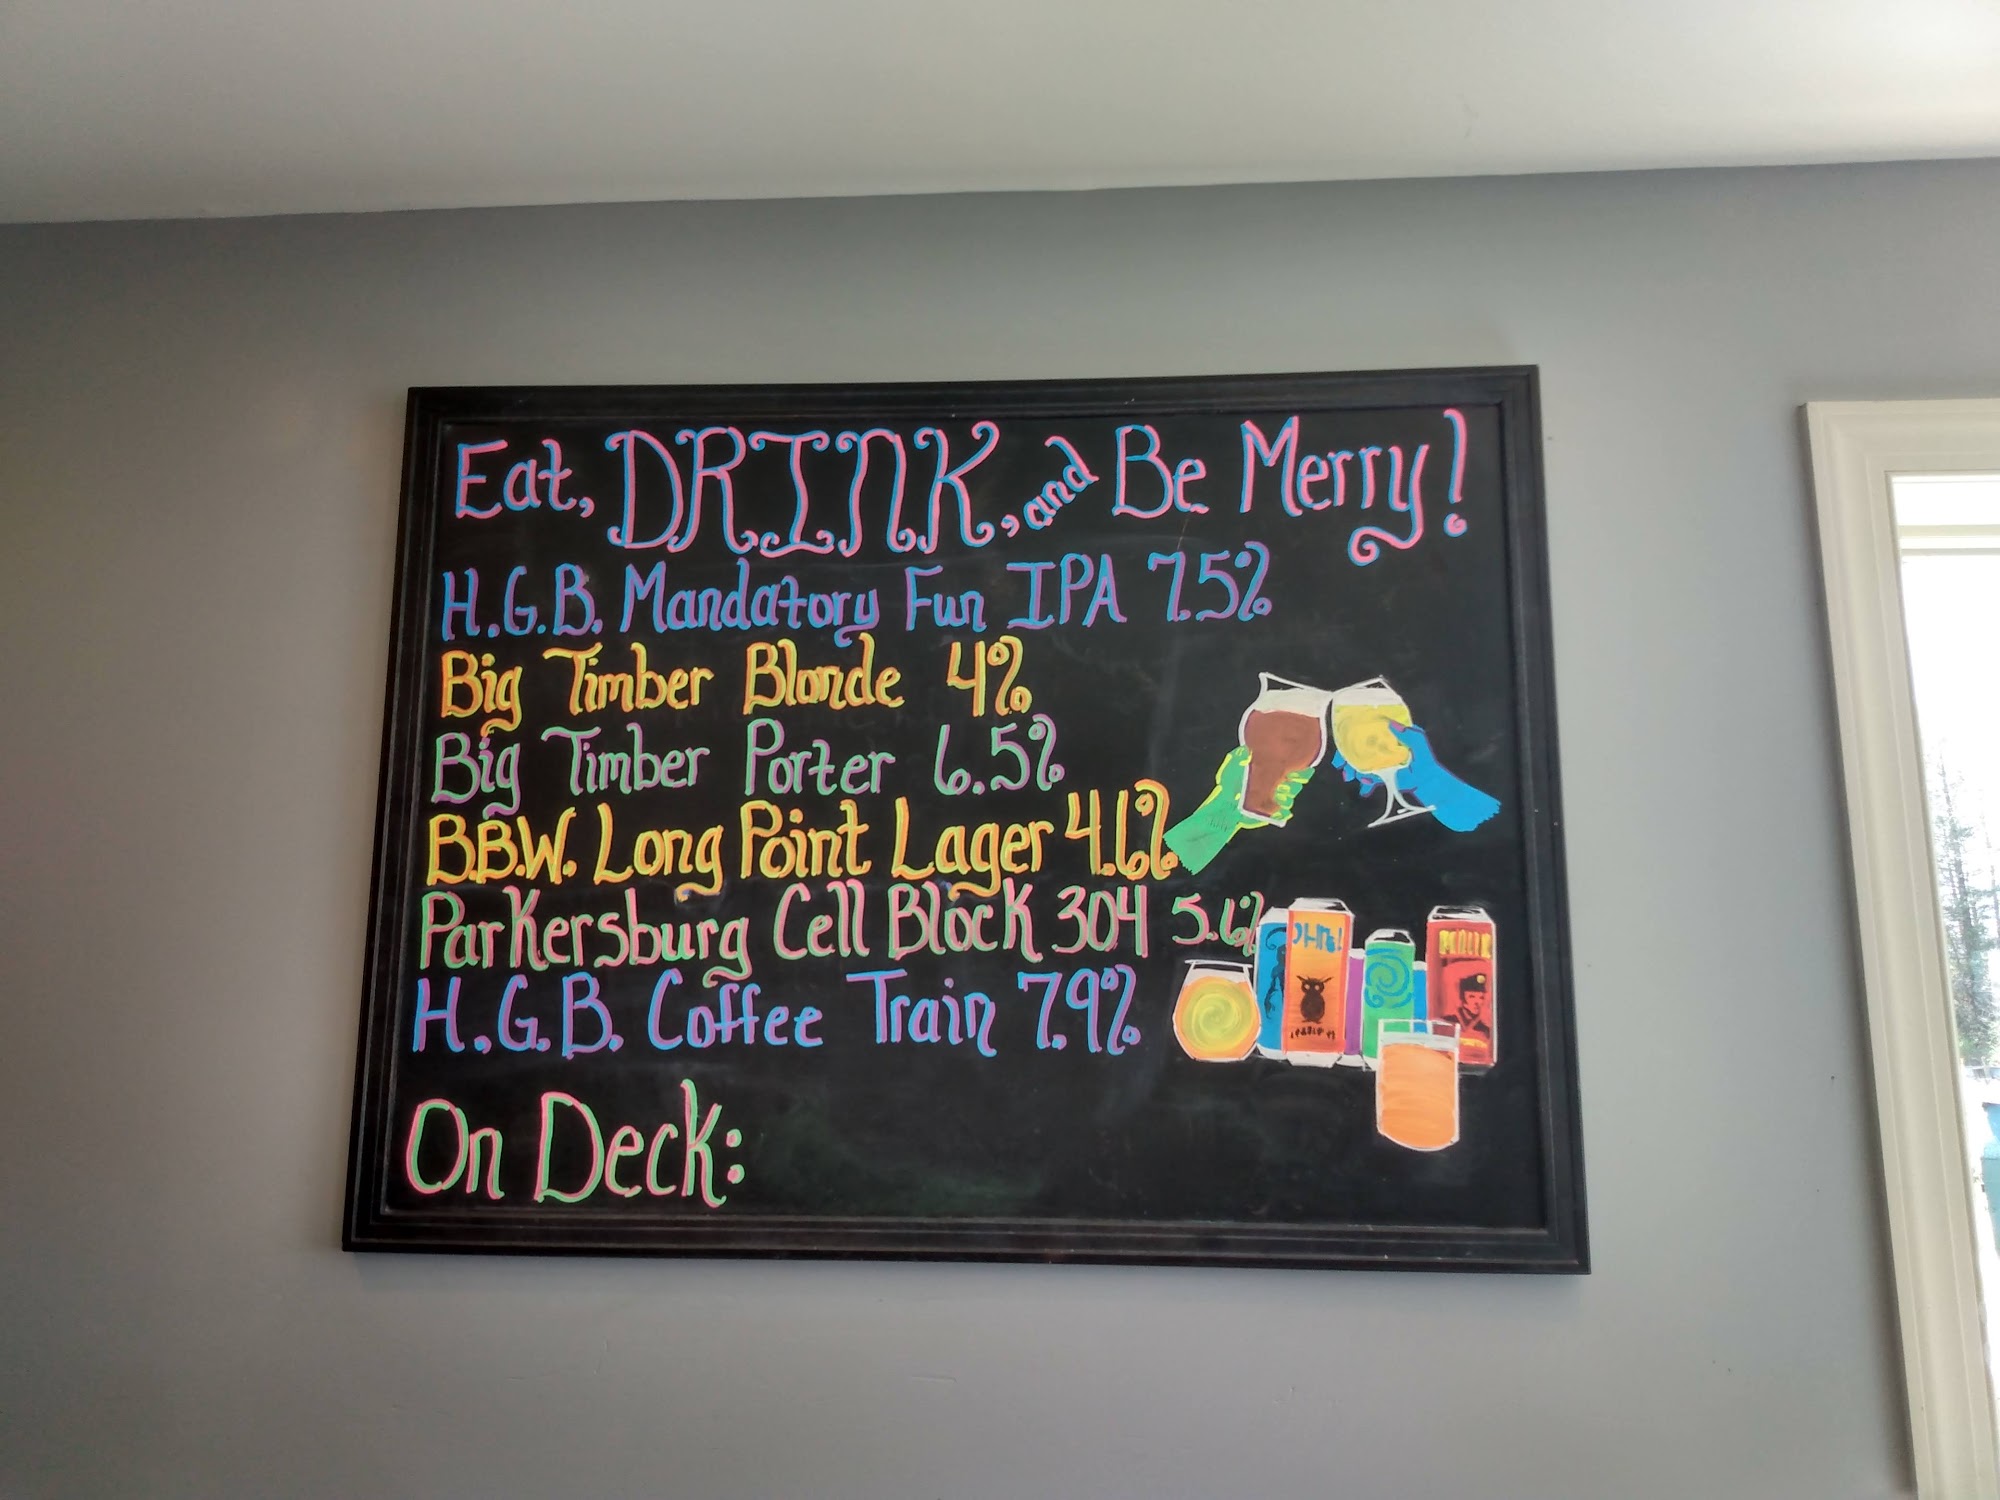 Eat, DRINK, and Be Merry!
H.G.B. Mandatory Fun IPA 7.5%
Big Timber Blonde 4%
Big Timber Porter 6.5%
B.B.W. Long Point Lager 4.6%
Parkersburg Cell Block 304 5.6%
H.G.B. Coffee Train 7.9%
On Deck: